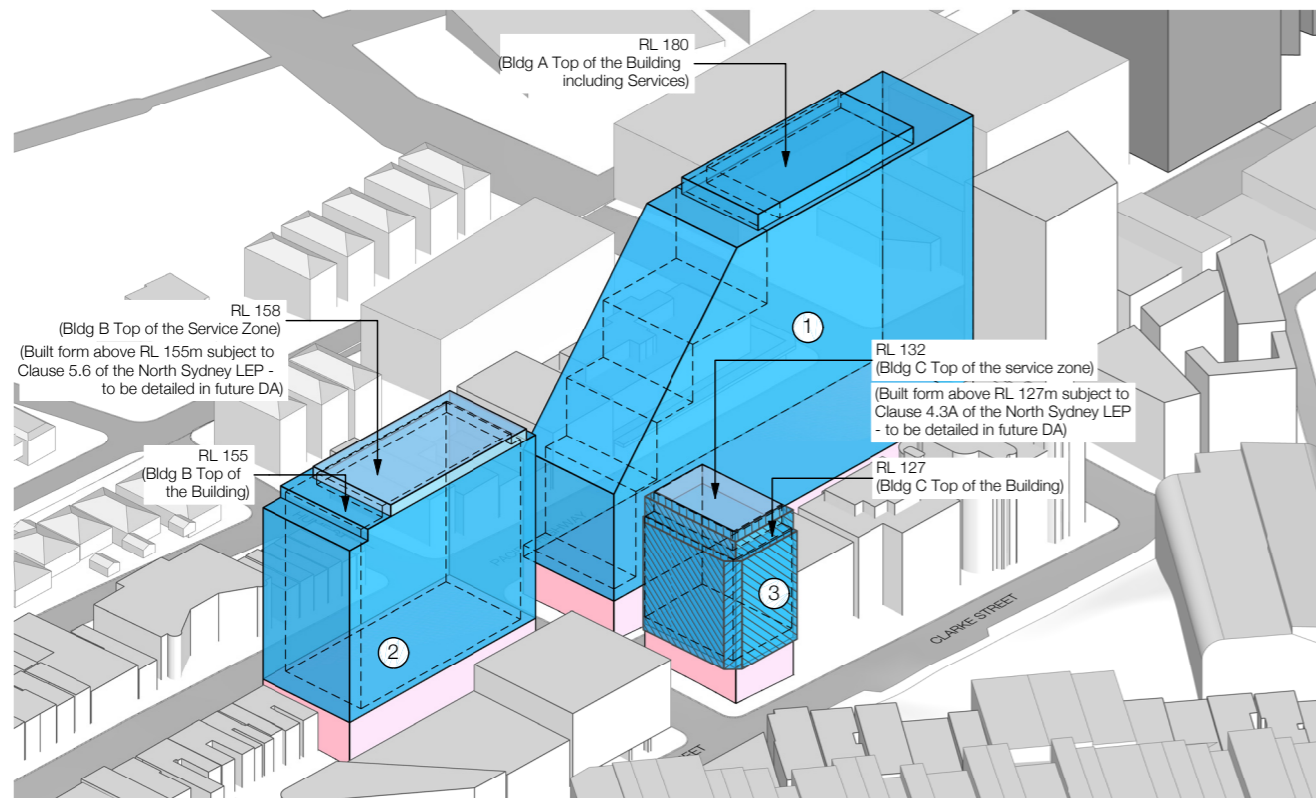 RL 180
(Bldg A Top of the Building
including Services)
1
RL 158
(Bldg B Top of the Service Zone)
(Built form above RL 155m subject to
Clause 5.6 of the North Sydney LEP -
to be detailed in future DA)
RL 132
(Bldg C Top of the service zone)
(Built form above RL 127m subject to
Clause 4.3A of the North Sydney LEP
- to be detailed in future DA)
RL 155
(Bldg B Top of
the Building)
RL 127
(Bldg C Top of the Building)
3
2
CLARKE STREET